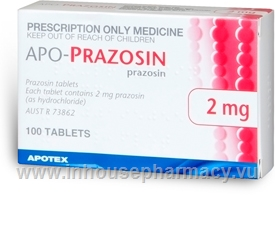 PRESCRIPTION ONLY MEDICINE
KEEP OUT OF REACH OF CHILDREN
APO-PRAZOSIN
prazosin
Prazosin tablets
Each tablet contains 2 mg prazosin
(as hydrochloride)
AUST R 73862
2 mg
100 TABLETS
APOTEX
www.inhousepharmacy.vu